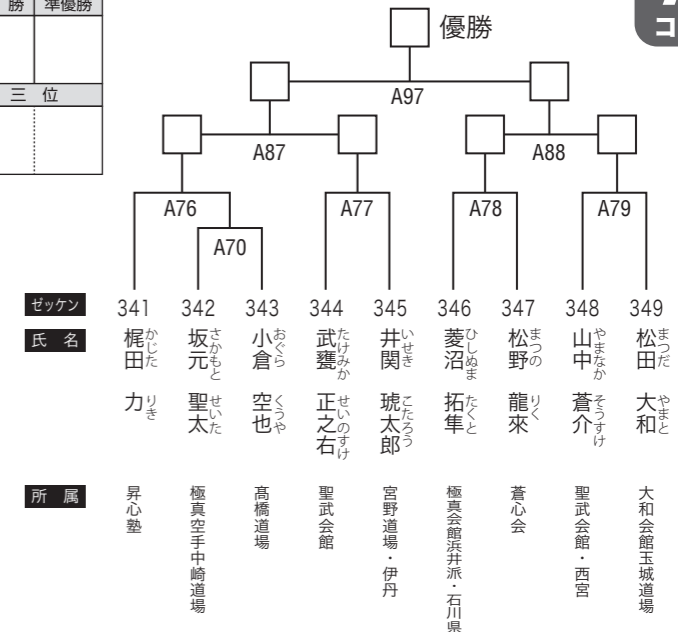 勝 準優勝
三 位
優勝
コ
A97
A87
A88
A76
A77
A78
A79
A70
ゼッケン 341 342 343 344 345 346 347 348 349
氏 名
梶田 力
かじた りき
坂元 聖太
さかもと せいた
小倉 空也
おぐら くうや
武甕 正之右
たけみか せいのすけ
井関 琥太郎
いせき こたろう
菱沼 拓隼
ひしぬま たくと
松野 龍來
まつの りく
山中 蒼介
やまなか そうすけ
松田 大和
まつだ やまと
所 属
昇心塾
極真空手中崎道場
髙橋道場
聖武会館
宮野道場・伊丹
極真会館浜井派・石川県
蒼心会
聖武会館・西宮
大和会館玉城道場